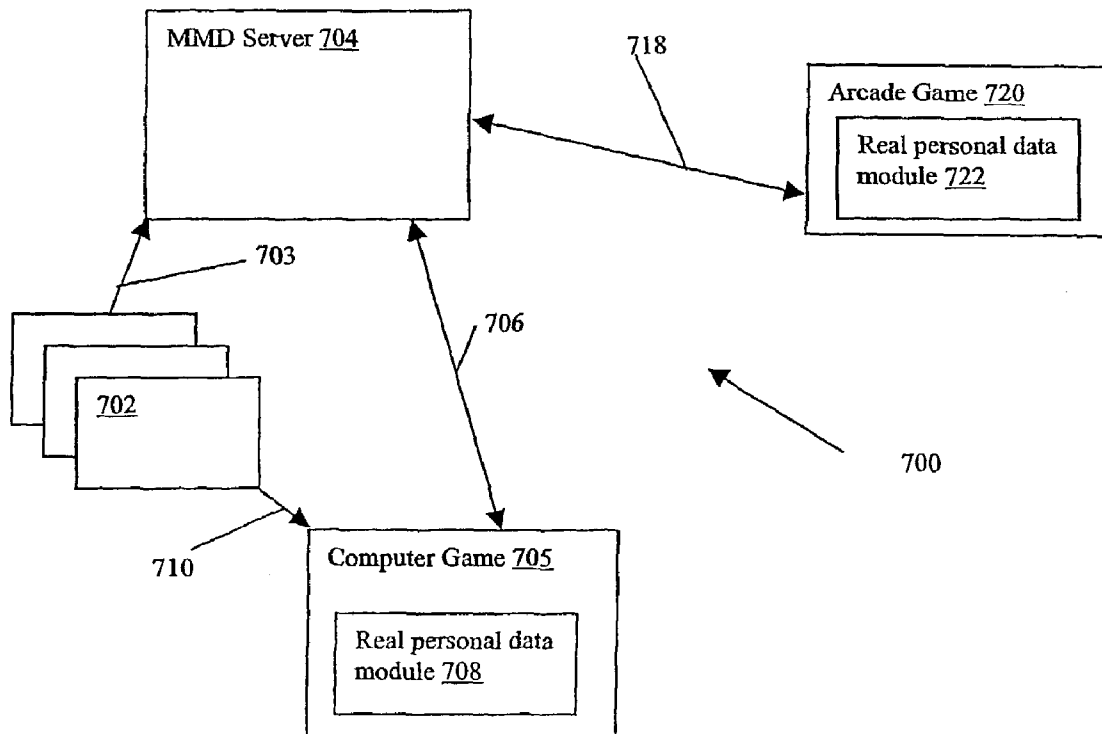 MMD Server 704
718
Arcade Game 720
Real personal data
module 722
703
706
702
700
710
Computer Game 705
Real personal data
module 708